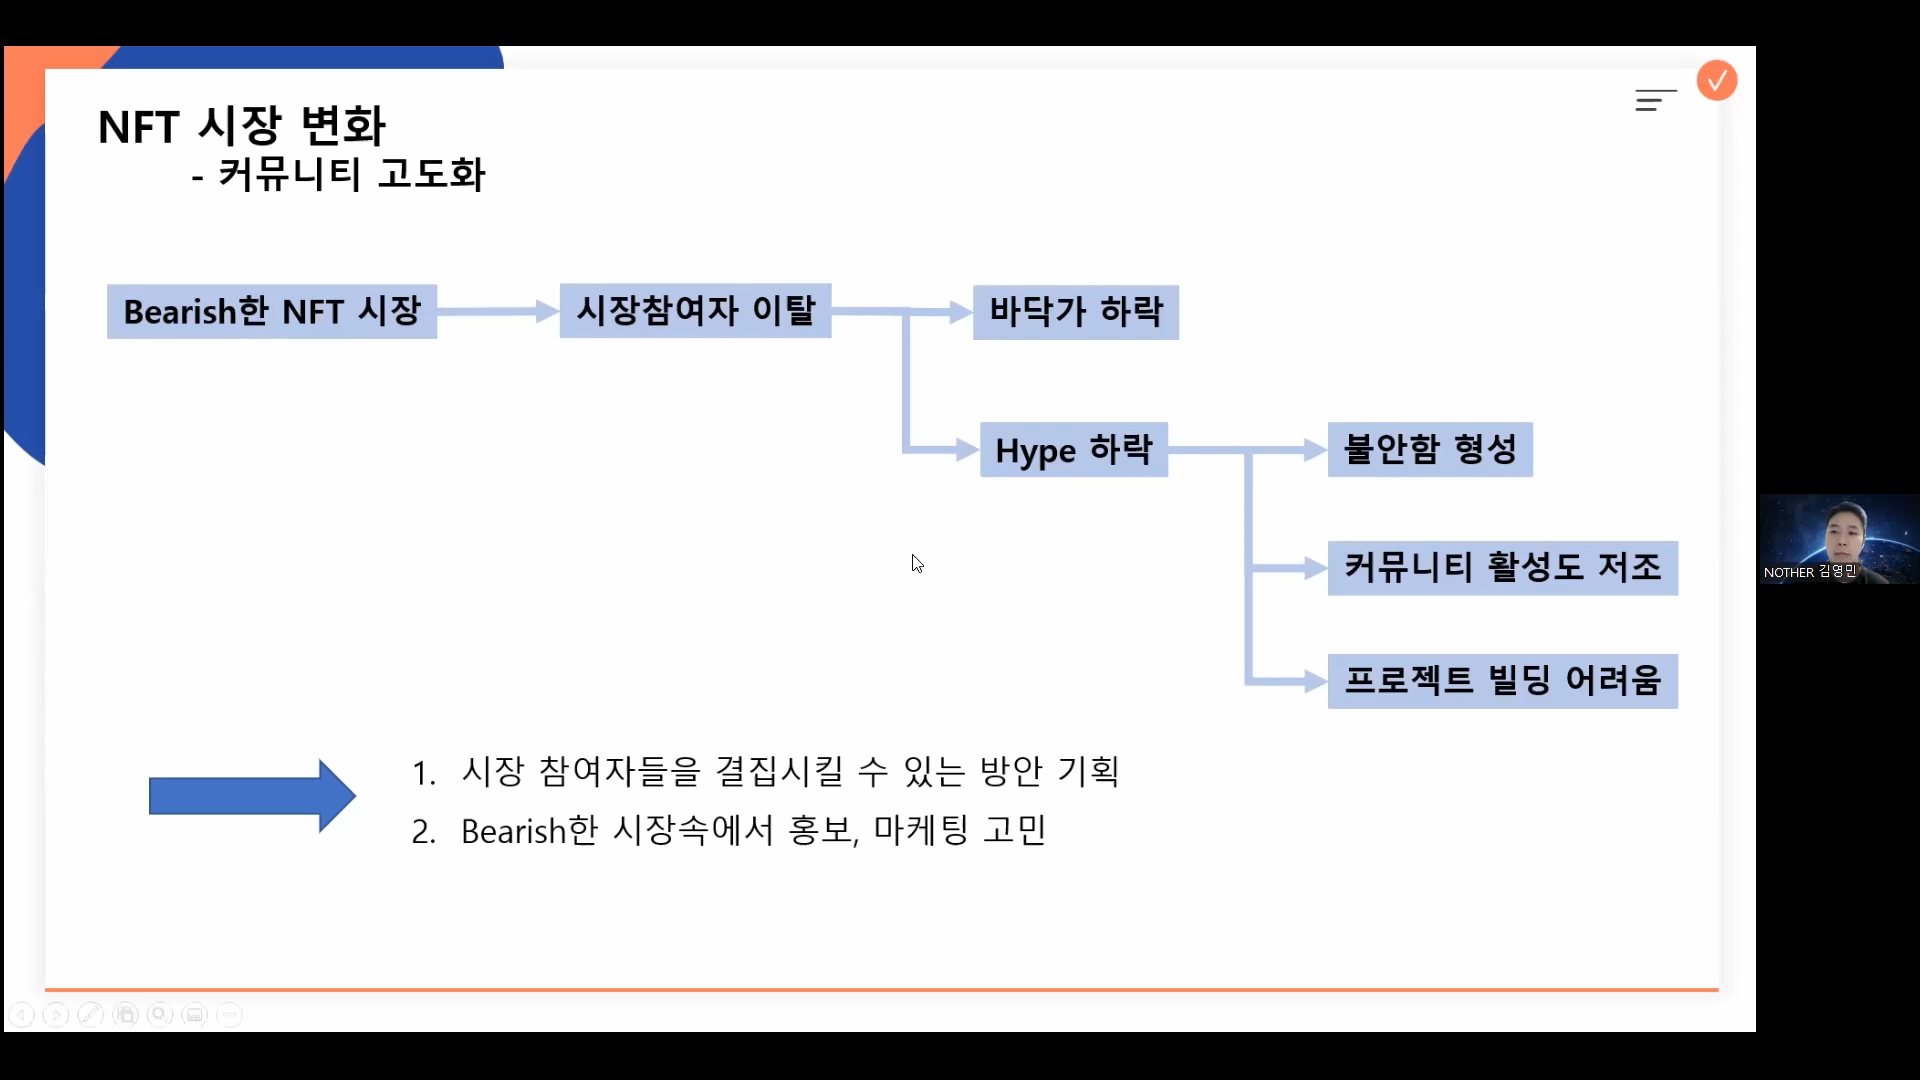 NFT 시장 변화
- 커뮤니티 고도화
Bearish한 NFT 시장
시장참여자 이탈
바닥가 하락
Hype 하락
불안함 형성
커뮤니티 활성도 저조
프로젝트 빌딩 어려움
1. 시장 참여자들을 결집시킬 수 있는 방안 기획
2. Bearish한 시장속에서 홍보, 마케팅 고민
NOTHER 김영민